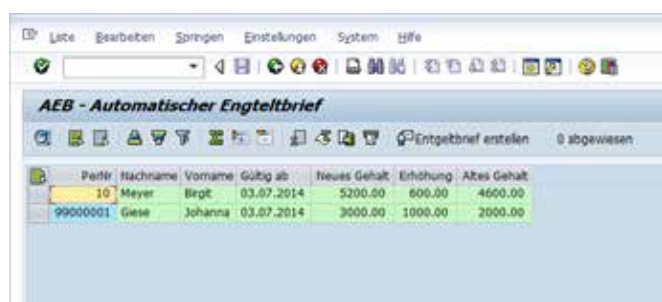 Liste Bearbeiten Springen Einstellungen System Hilfe
AEB - Automatischer Engteltbrief
Entgeltbrief erstellen 0 abgewiesen
PerNr Nachname Vorname Gültig ab Neues Gehalt Erhöhung Altes Gehalt
10 Meyer Birgit 03.07.2014 5200.00 600.00 4600.00
99000001 Giese Johanna 03.07.2014 3000.00 1000.00 2000.00